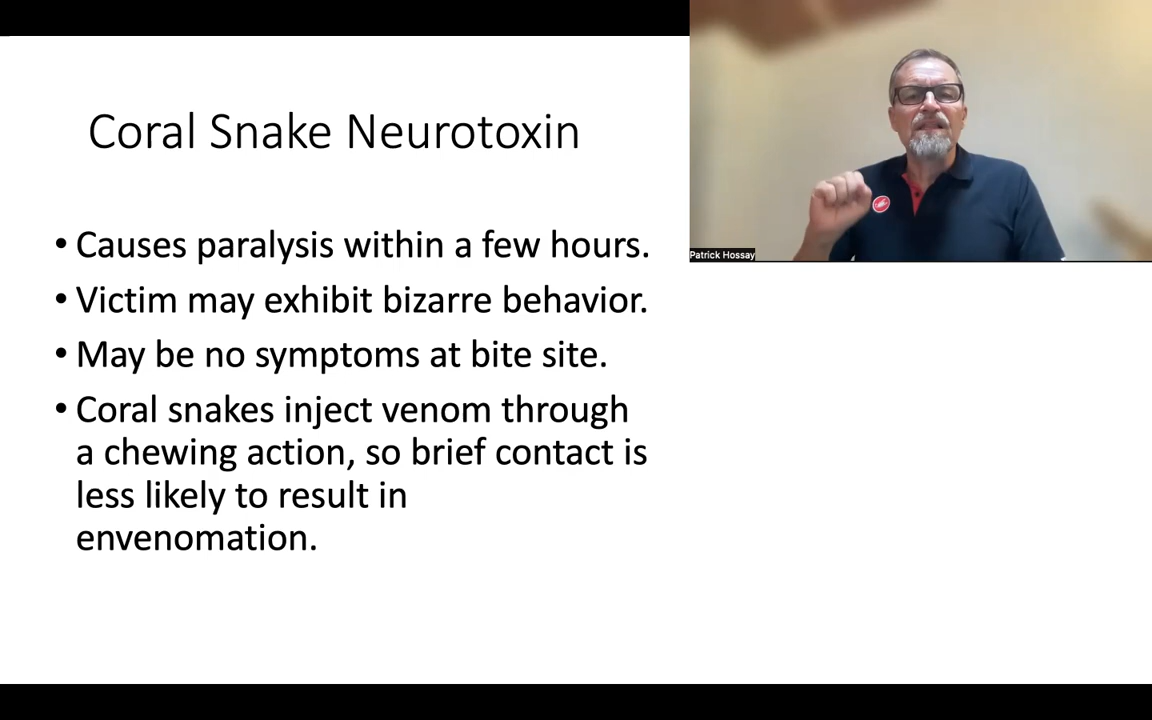 Coral Snake Neurotoxin
• Causes paralysis within a few hours.
• Victim may exhibit bizarre behavior.
• May be no symptoms at bite site.
• Coral snakes inject venom through
a chewing action, so brief contact is
less likely to result in
envenomation.
Patrick Hossay